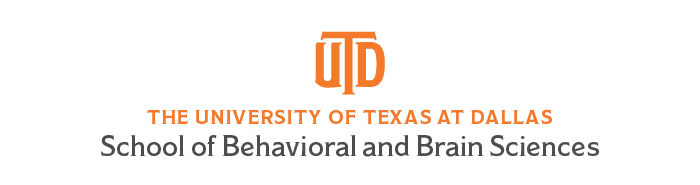 UTD
THE UNIVERSITY OF TEXAS AT DALLAS
School of Behavioral and Brain Sciences